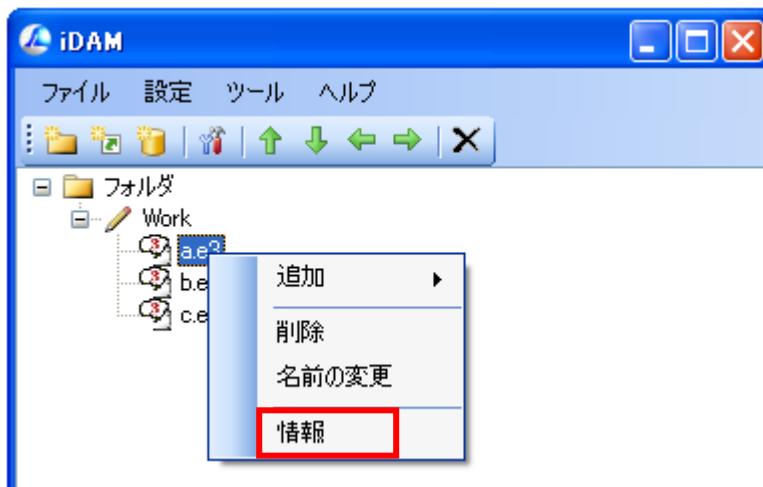 iDAM
ファイル 設定 ツール ヘルプ
フォルダ
Work
a.e3
b.e
c.e
追加
削除
名前の変更
情報